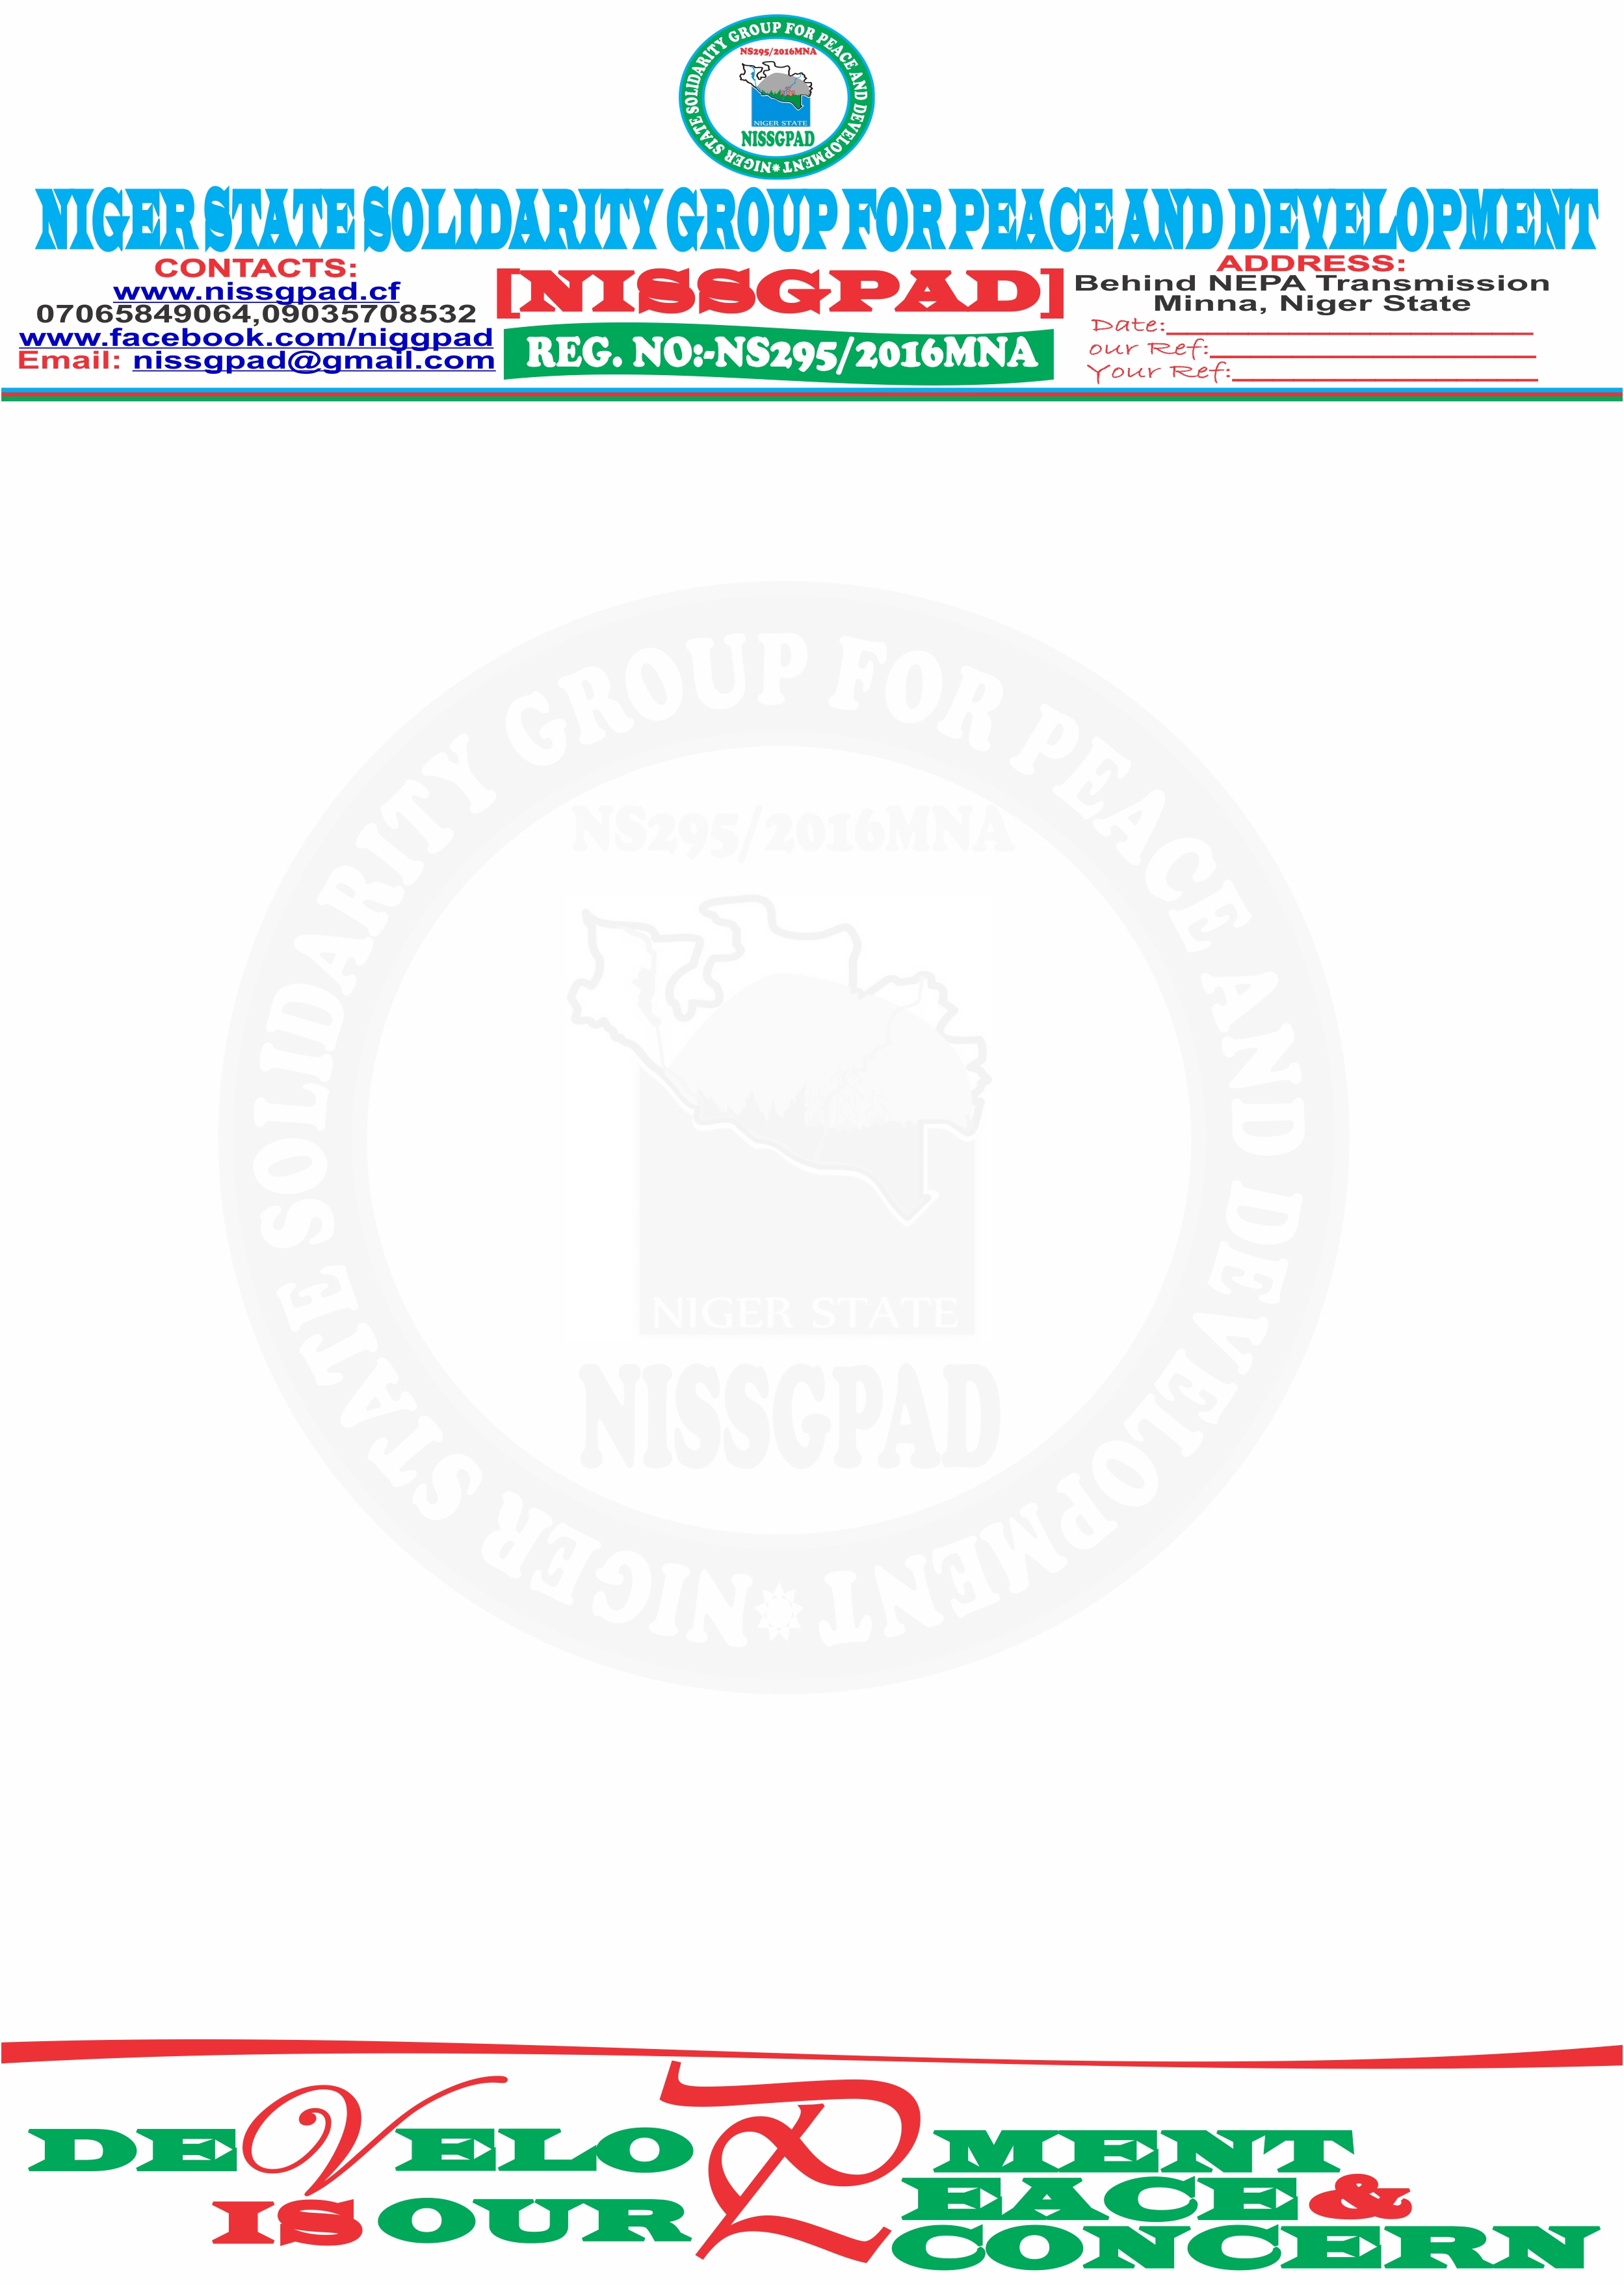 NIGER STATE SOLIDARITY GROUP FOR PEACE AND DEVELOPMENT
NS295/2016MNA
NIGER STATE
NISSGPAD
NIGER STATE SOLIDARITY GROUP FOR PEACE AND DEVELOPMENT
CONTACTS:
www.nissgpad.cf
07065849064,09035708532
www.facebook.com/niggpad
Email: nissgpad@gmail.com
[NISSGPAD]
REG. NO:-NS295/2016MNA
ADDRESS:
Behind NEPA Transmission
Minna, Niger State
Date:
our Ref:
Your Ref:
NIGER STATE SOLIDARITY GROUP FOR PEACE AND DEVELOPMENT
NS295/2016MNA
NIGER STATE
NISSGPAD
DEVELOPMENT
PEACE&
IS OUR CONCERN